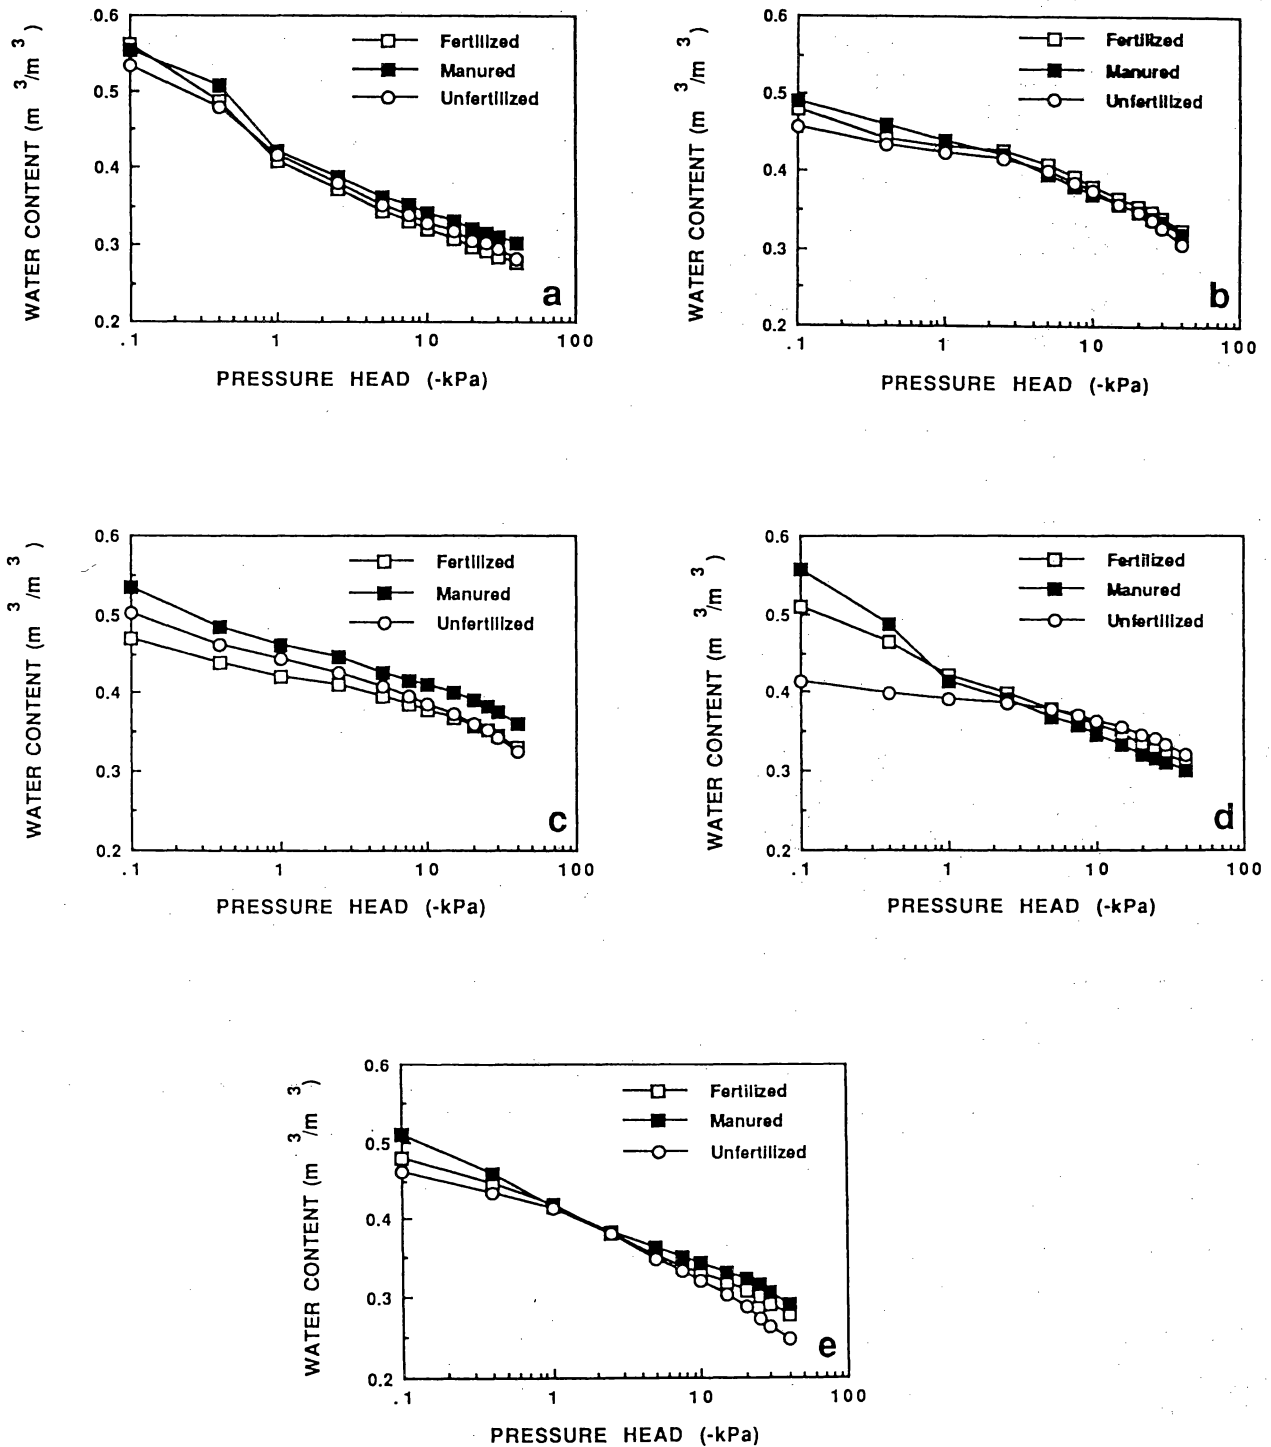 0.6
0.5
0.4
0.3
0.2
WATER CONTENT (m 3/m 3)
Fertilized
Manured
Unfertilized
a
.1 1 10 100
PRESSURE HEAD (-kPa)
0.6
0.5
0.4
0.3
0.2
WATER CONTENT (m 3/m 3)
Fertilized
Manured
Unfertilized
b
.1 1 10 100
PRESSURE HEAD (-kPa)
0.6
0.5
0.4
0.3
0.2
WATER CONTENT (m 3/m 3)
Fertilized
Manured
Unfertilized
c
.1 1 10 100
PRESSURE HEAD (-kPa)
0.6
0.5
0.4
0.3
0.2
WATER CONTENT (m 3/m 3)
Fertilized
Manured
Unfertilized
d
.1 1 10 100
PRESSURE HEAD (-kPa)
0.6
0.5
0.4
0.3
0.2
WATER CONTENT (m 3/m 3)
Fertilized
Manured
Unfertilized
e
.1 1 10 100
PRESSURE HEAD (-kPa)